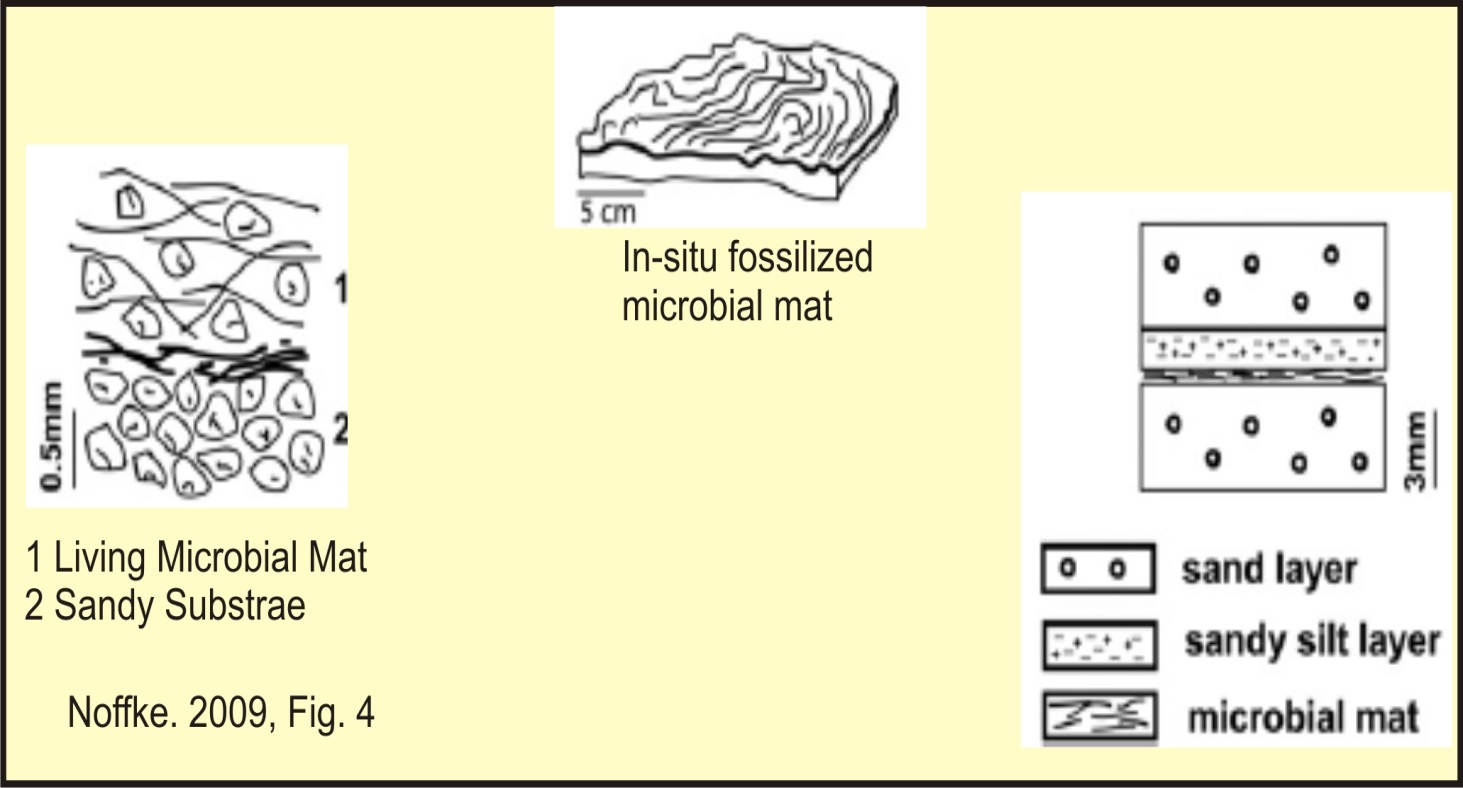 5 cm
In-situ fossilized
microbial mat
1
2
0.5mm
1 Living Microbial Mat
2 Sandy Substrae
Noffke. 2009, Fig. 4
3mm
sand layer
sandy silt layer
microbial mat